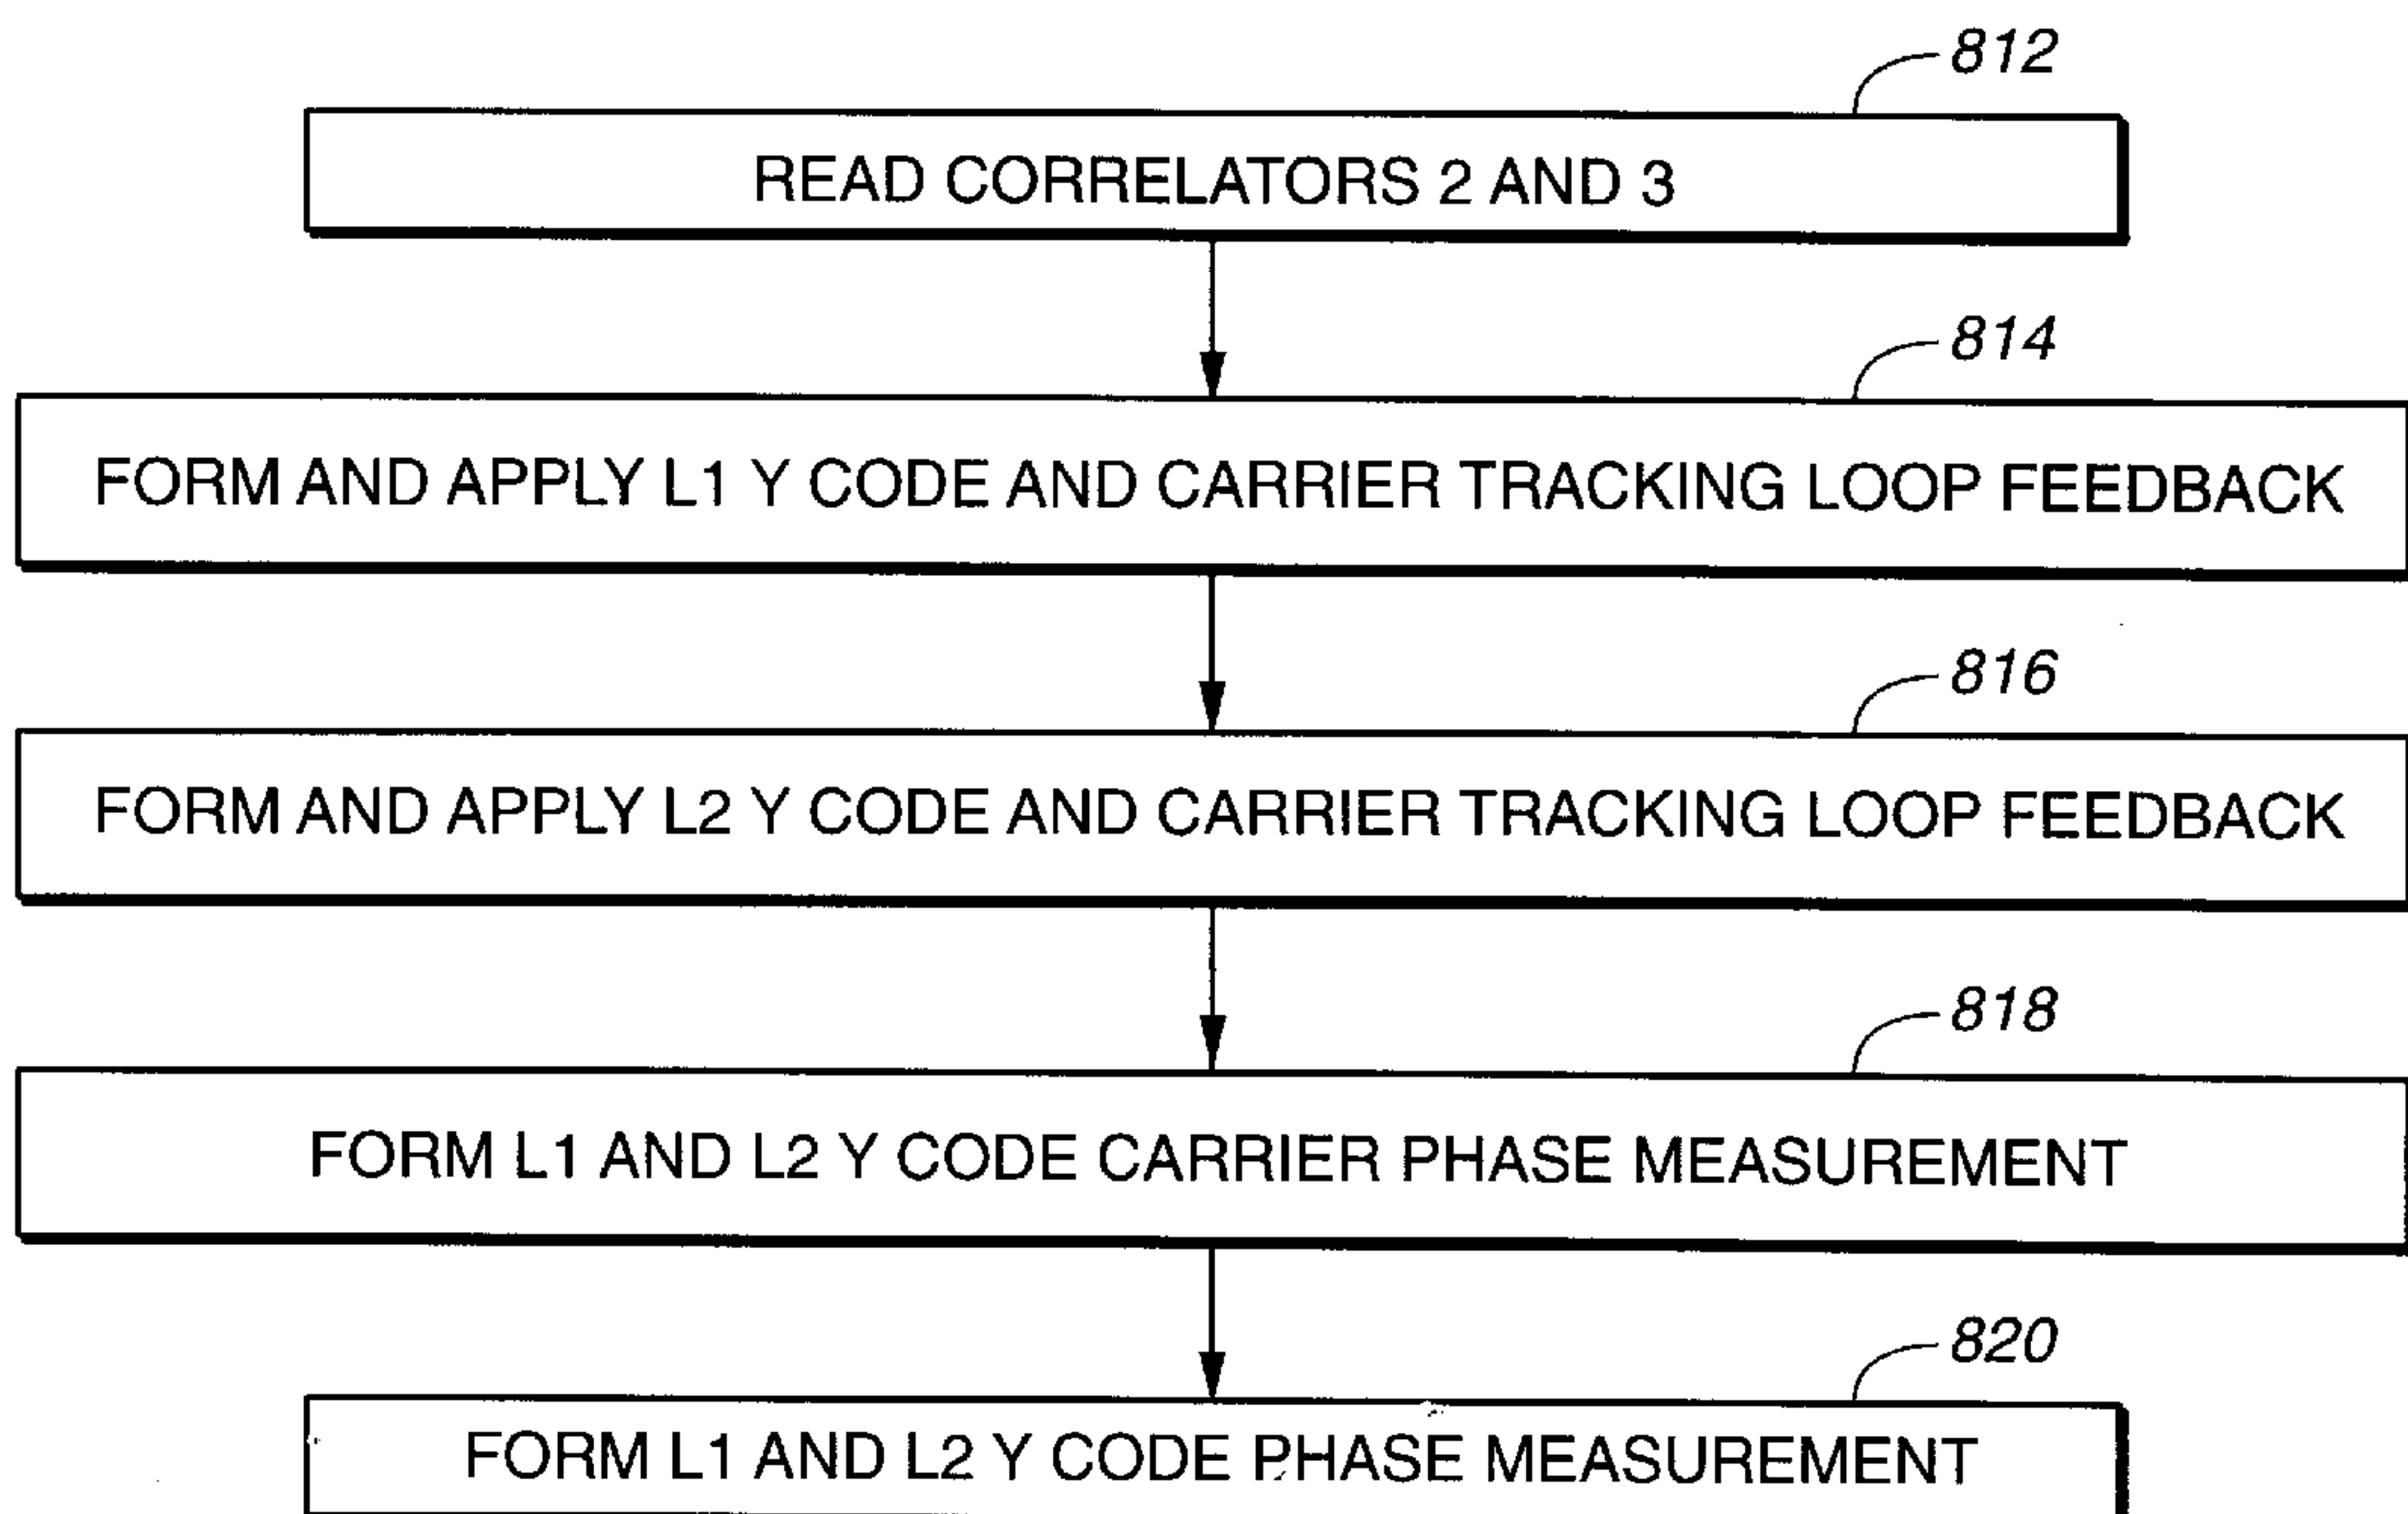 812
READ CORRELATORS 2 AND 3
814
FORM AND APPLY L1 Y CODE AND CARRIER TRACKING LOOP FEEDBACK
816
FORM AND APPLY L2 Y CODE AND CARRIER TRACKING LOOP FEEDBACK
818
FORM L1 AND L2 Y CODE CARRIER PHASE MEASUREMENT
820
FORM L1 AND L2 Y CODE PHASE MEASUREMENT